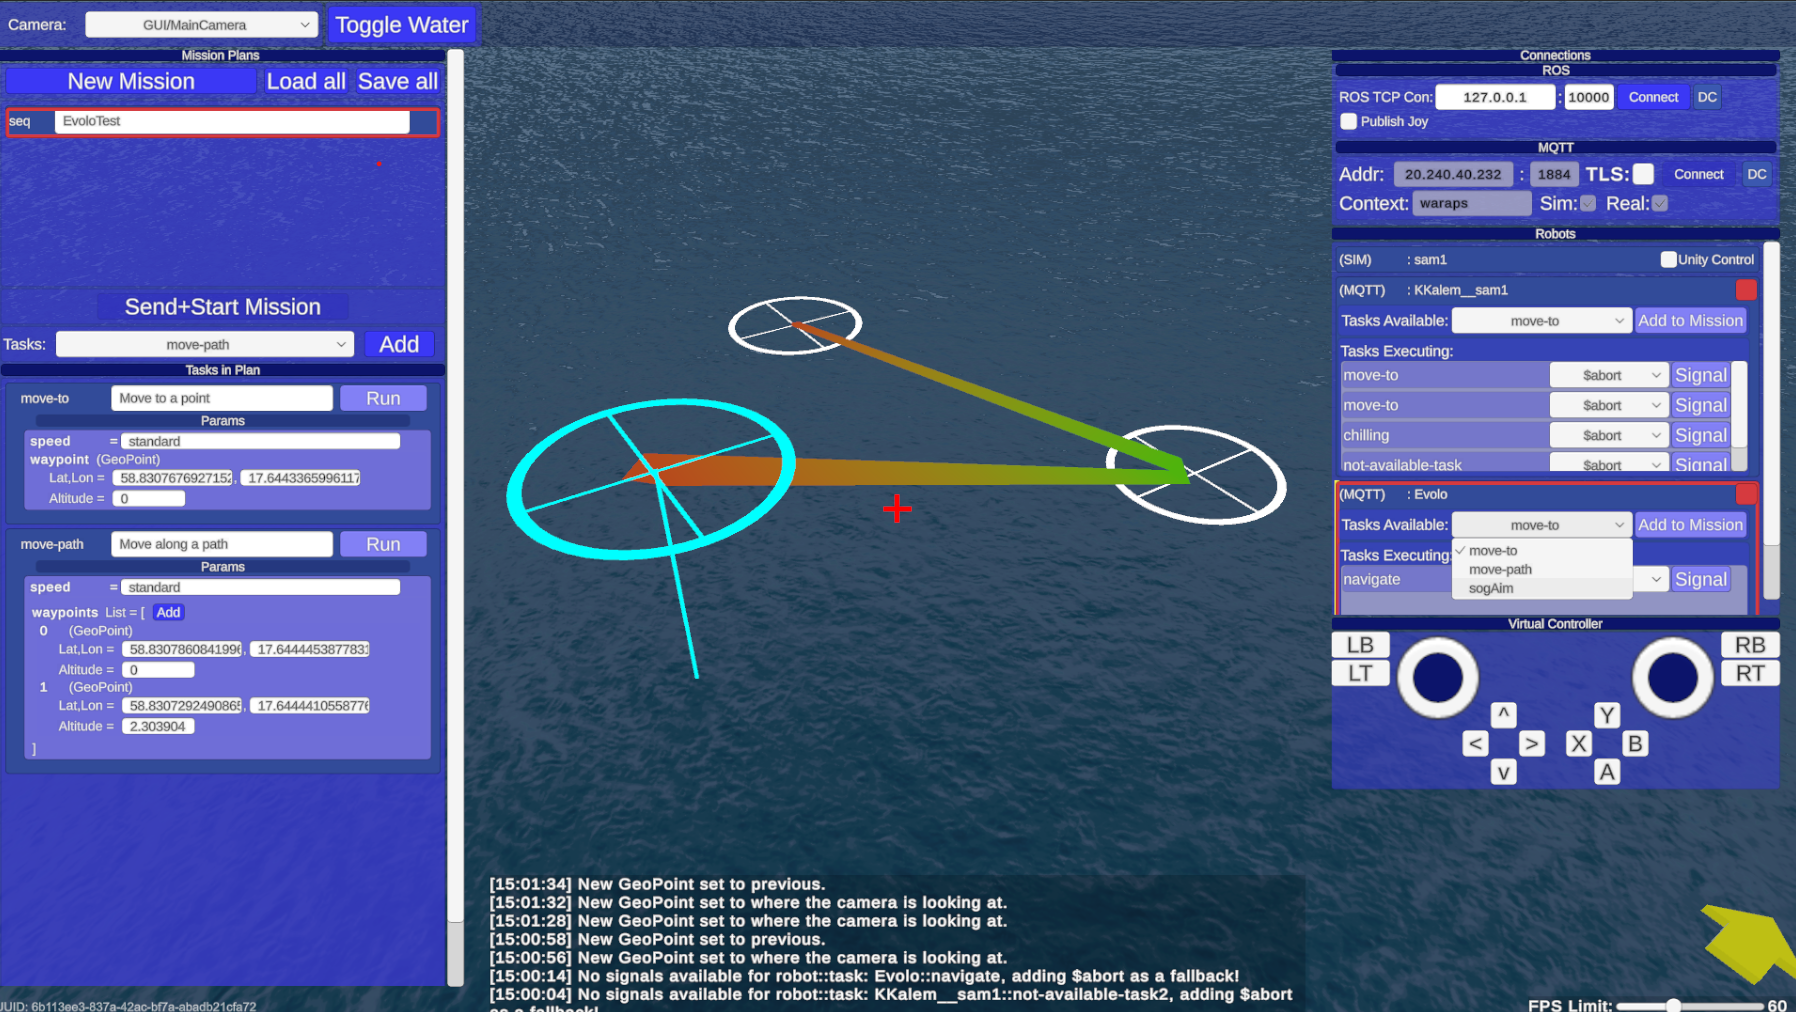 Camera: GUI/MainCamera Toggle Water
Mission Plans
New Mission Load all Save all
seq EvoloTest
Send+Start Mission
Tasks: move-path Add
Tasks in Plan
move-to Move to a point Run
Params
speed = standard
waypoint (GeoPoint)
Lat,Lon = 58.8307676927152, 17.6443365996117
Altitude = 0
move-path Move along a path Run
Params
speed = standard
waypoints List = [ Add
0 (GeoPoint)
Lat,Lon = 58.830786084199, 17.644445387783
Altitude = 0
1 (GeoPoint)
Lat,Lon = 58.830729249086, 17.644441055877
Altitude = 2.303904
]
UUID: 6b113ee3-837a-42ac-bf7a-abadb21cfa72
[15:01:34] New GeoPoint set to previous.
[15:01:32] New GeoPoint set to where the camera is looking at.
[15:01:28] New GeoPoint set to where the camera is looking at.
[15:00:58] New GeoPoint set to previous.
[15:00:56] New GeoPoint set to where the camera is looking at.
[15:00:14] No signals available for robot::task: Evolo::navigate, adding $abort as a fallback!
[15:00:04] No signals available for robot::task: KKalem__sam1::not-available-task2, adding $abort
as a fallback!
Connections
ROS
ROS TCP Con: 127.0.0.1 : 10000 Connect DC
Publish Joy
MQTT
Addr: 20.240.40.232 : 1884 TLS: Connect DC
Context: waraps Sim: Real:
Robots
(SIM) : sam1 Unity Control
(MQTT) : KKalem__sam1
Tasks Available: move-to Add to Mission
Tasks Executing:
move-to $abort Signal
move-to $abort Signal
chilling $abort Signal
not-available-task $abort Signal
(MQTT) : Evolo
Tasks Available: move-to Add to Mission
Tasks Executing:
move-to
move-path
sogAim
navigate Signal
Virtual Controller
LB RB
LT RT
^ Y
< > X B
v A
FPS Limit: 60